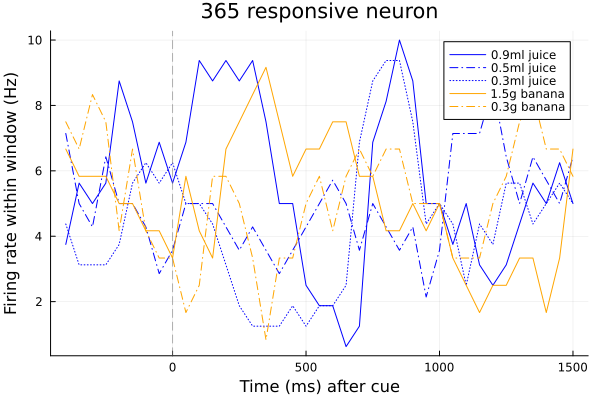 365 responsive neuron
10
8
6
4
2
Firing rate within window (Hz)
0.9ml juice
0.5ml juice
0.3ml juice
1.5g banana
0.3g banana
0 500 1000 1500
Time (ms) after cue